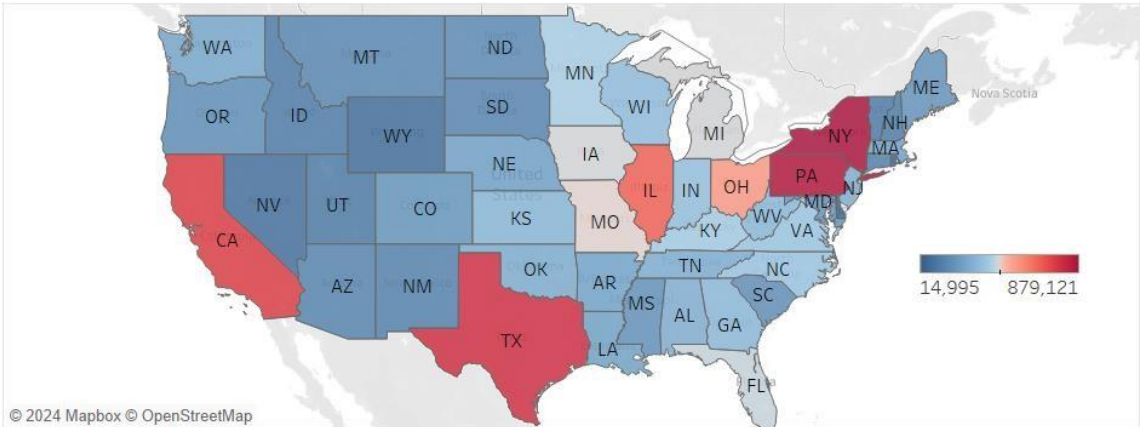 WA
MT
ND
MN
OR
ID
SD
WI
MI
ME
Nova Scotia
WY
NY
NH
MA
IA
NE
United
States
PA
NJ
IL
IN
OH
NV
UT
CO
KS
MO
MD
WV
VA
KY
CA
AZ
NM
OK
AR
TN
NC
MS
AL
GA
SC
TX
LA
FL
14,995
879,121
© 2024 Mapbox © OpenStreetMap